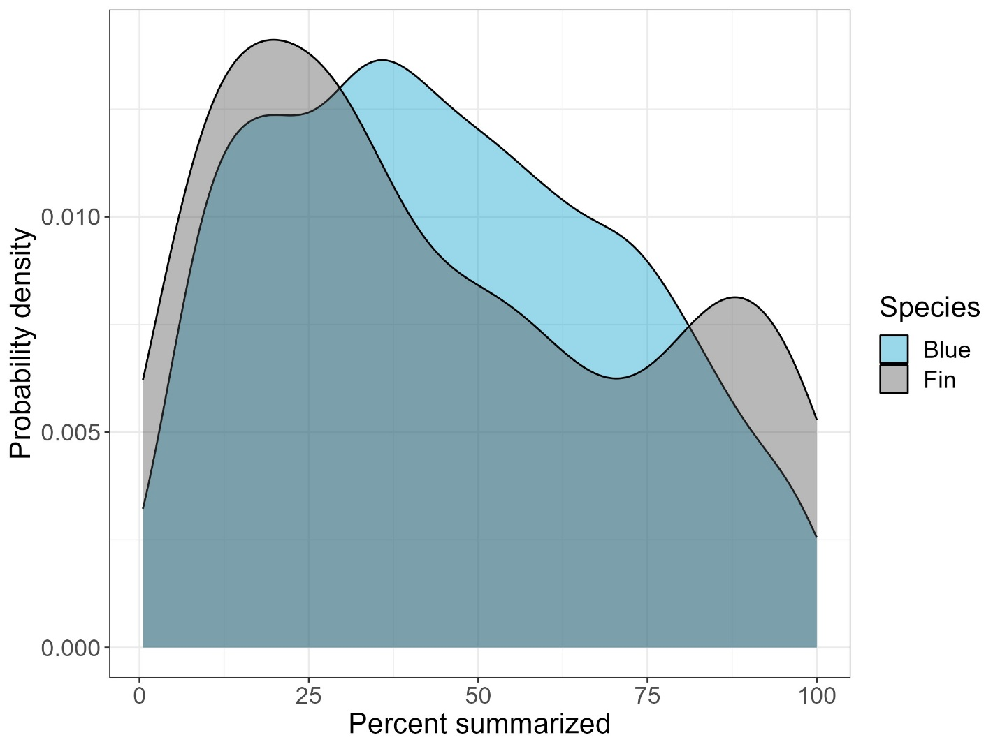 Probability density
0.010
0.005
0.000
0 25 50 75 100
Percent summarized
Species
Blue
Fin